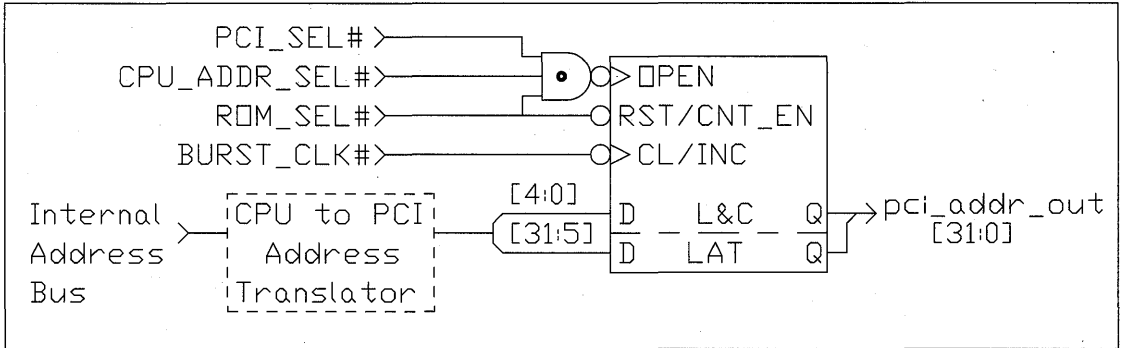 PCI_SEL#
CPU_ADDR_SEL#
ROM_SEL#
BURST_CLK#
OPEN
RST/CNT_EN
CL/INC
Internal
Address
Bus
CPU to PCI
Address
Translator
[4:0]
[31:5]
D L&C Q
D LAT Q
pci_addr_out
[31:0]